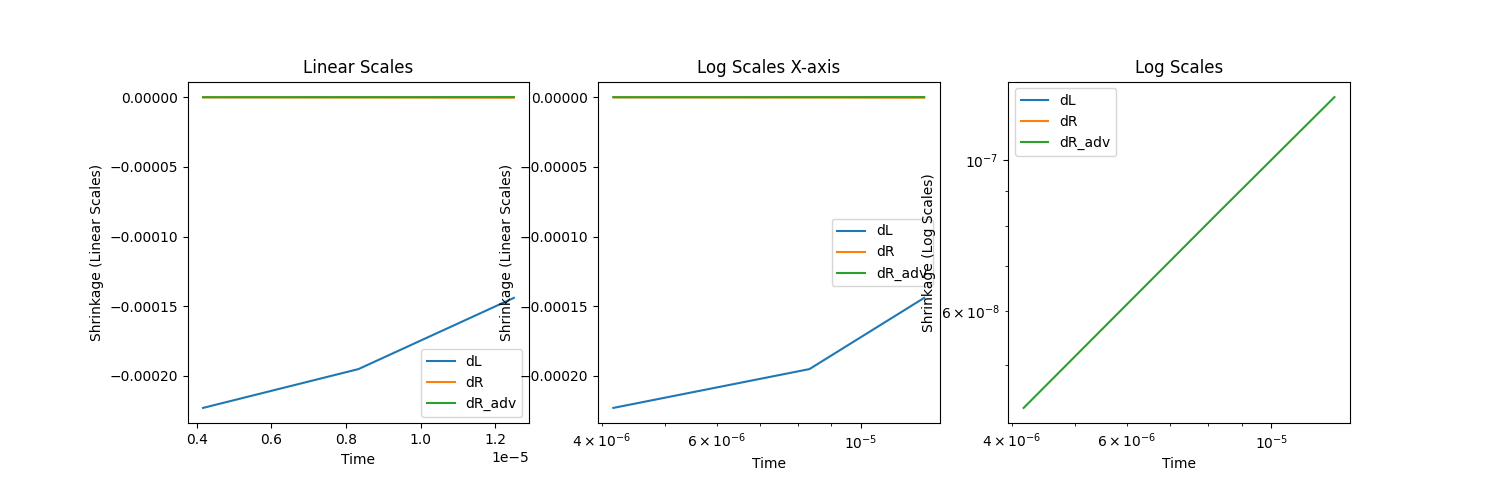 Linear Scales
Shrinkage (Linear Scales)
0.00000
−0.00005
−0.00010
−0.00015
−0.00020
dL
dR
dR_adv
0.4
0.6
0.8
1.0
1.2
1e−5
Time
Log Scales X-axis
Shrinkage (Linear Scales)
0.00000
−0.00005
−0.00010
−0.00015
−0.00020
dL
dR
dR_adv
4 × 10⁻⁶
6 × 10⁻⁶
10⁻⁵
Time
Log Scales
Shrinkage (Log Scales)
10⁻⁷
6 × 10⁻⁸
dL
dR
dR_adv
4 × 10⁻⁶
6 × 10⁻⁶
10⁻⁵
Time